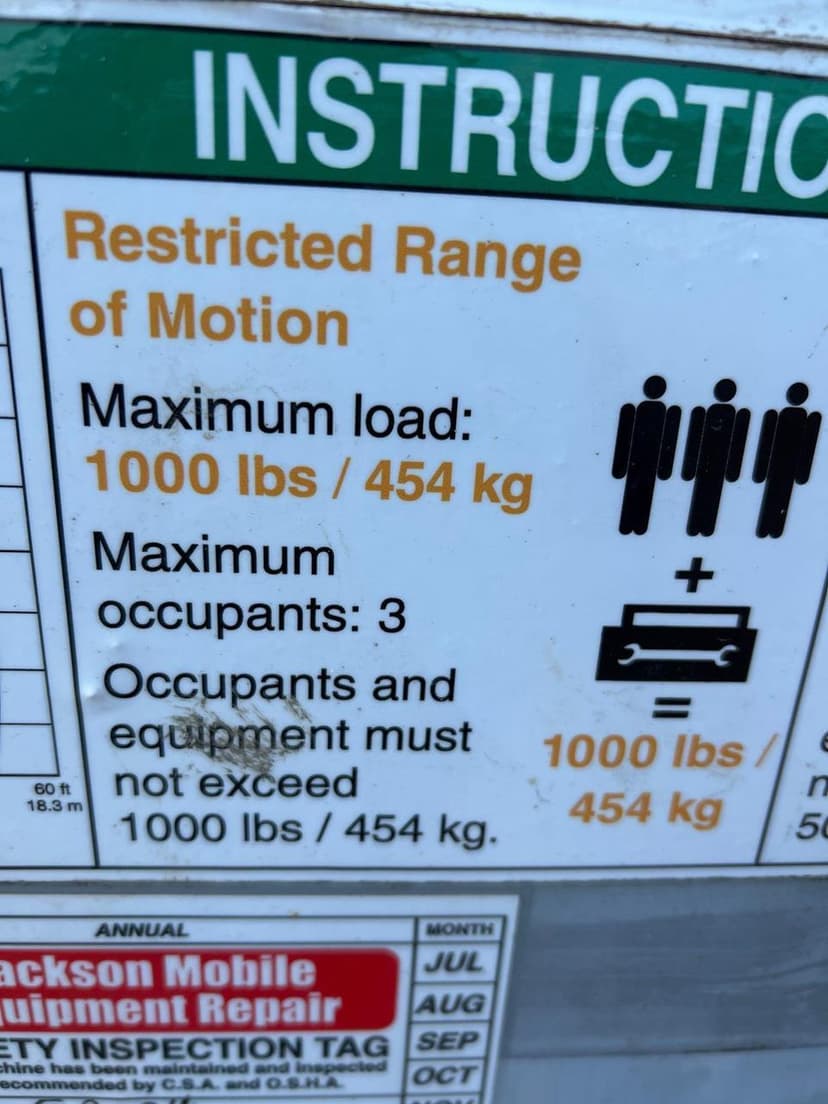 INSTRUCTIO
Restricted Range
of Motion
Maximum load:
1000 lbs / 454 kg
Maximum
occupants: 3
Occupants and
equipment must
not exceed
1000 lbs / 454 kg.
+
=
1000 lbs /
454 kg
60 ft
18.3 m
50
ANNUAL
MONTH
ackson Mobile
uipment Repair
ETY INSPECTION TAG
chine has been maintained and inspected
ecommended by C.S.A. and O.S.H.A.
JUL
AUG
SEP
OCT
NOV